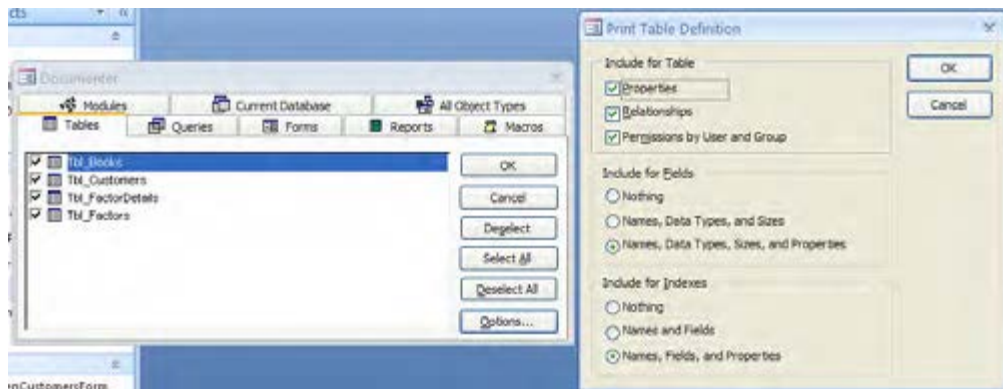 cts
Documenter
Modules
Current Database
All Object Types
Tables
Queries
Forms
Reports
Macros
Tbl_Books
Tbl_Customers
Tbl_FactorDetails
Tbl_Factors
OK
Cancel
Deselect
Select All
Deselect All
Options...
enCustomersForm
Print Table Definition
Include for Table
Properties
Relationships
Permissions by User and Group
OK
Cancel
Include for Fields
Nothing
Names, Data Types, and Sizes
Names, Data Types, Sizes, and Properties
Include for Indexes
Nothing
Names and Fields
Names, Fields, and Properties